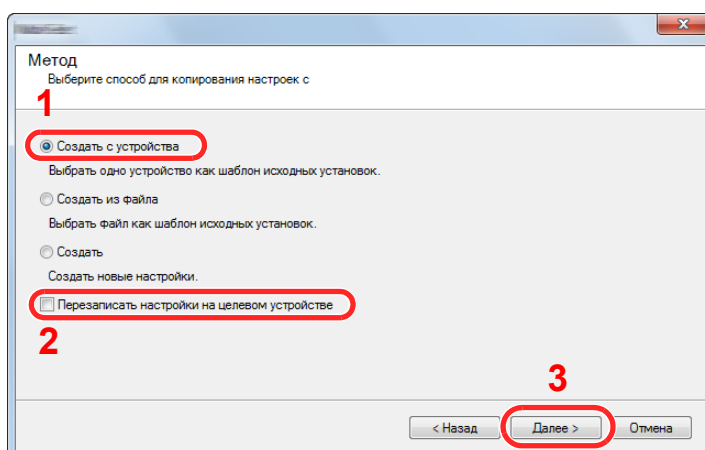 Метод
Выберите способ для копирования настроек с
1
Создать с устройства
Выбрать одно устройство как шаблон исходных установок.
Создать из файла
Выбрать файл как шаблон исходных установок.
Создать
Создать новые настройки.
Перезаписать настройки на целевом устройстве
2
3
< Назад Далее > Отмена